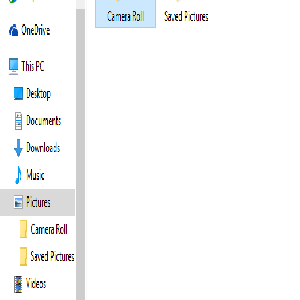 Camera Roll Saved Pictures
OneDrive
This PC
Desktop
Documents
Downloads
Music
Pictures
Camera Roll
Saved Pictures
Videos